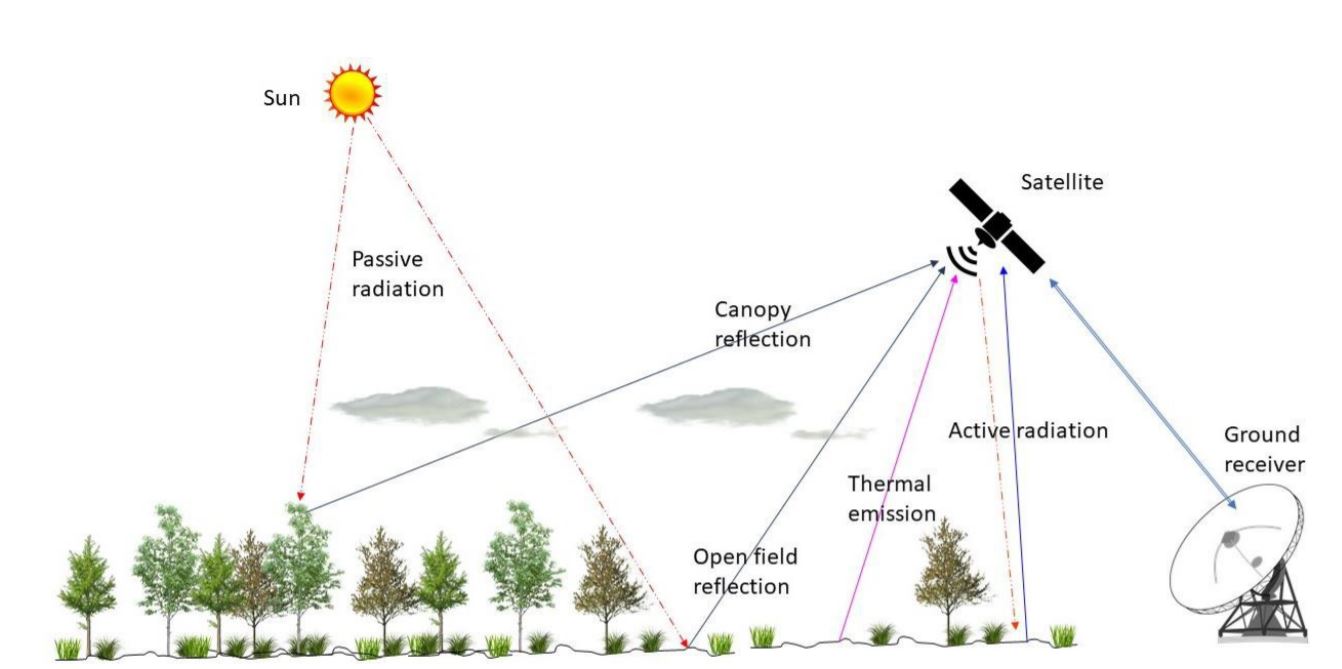 Sun
Satellite
Passive
radiation
Canopy
reflection
Active radiation
Ground
receiver
Thermal
emission
Open field
reflection